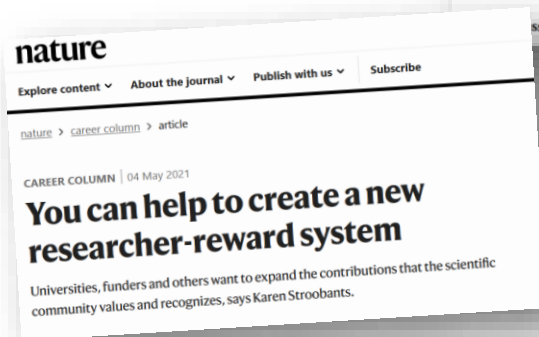 nature
Explore content About the journal Publish with us Subscribe
nature > career column > article
CAREER COLUMN | 04 May 2021
You can help to create a new
researcher-reward system
Universities, funders and others want to expand the contributions that the scientific
community values and recognizes, says Karen Stroobants.